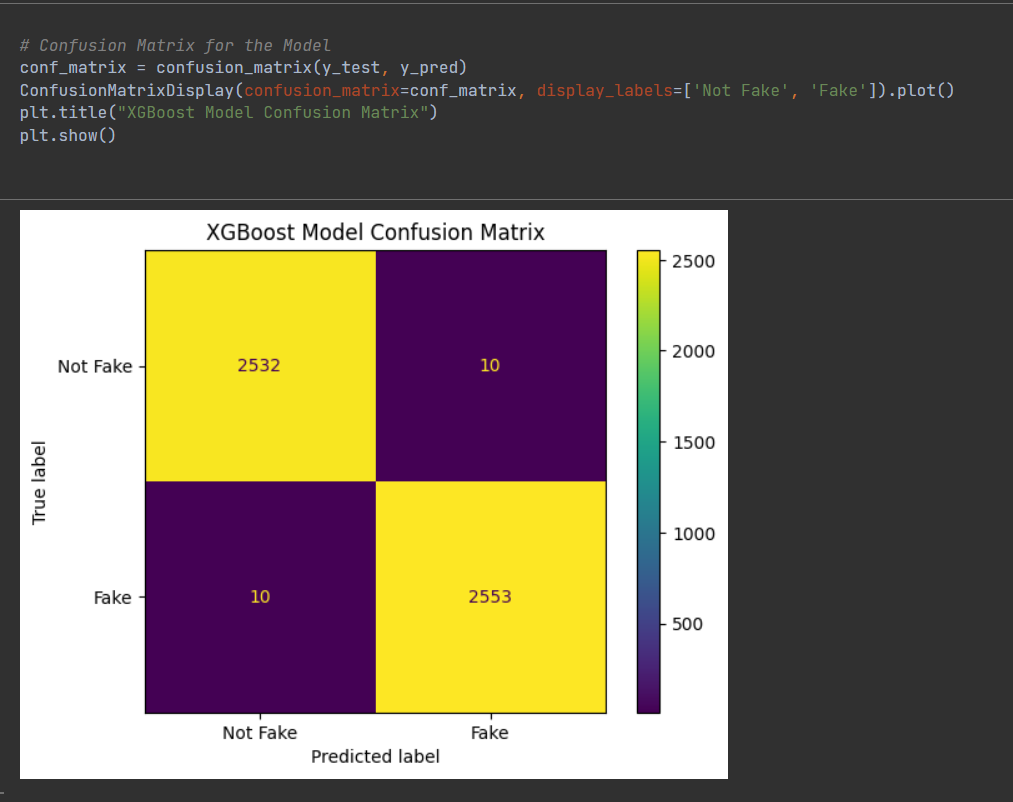 # Confusion Matrix for the Model
conf_matrix = confusion_matrix(y_test, y_pred)
ConfusionMatrixDisplay(confusion_matrix=conf_matrix, display_labels=['Not Fake', 'Fake']).plot()
plt.title("XGBoost Model Confusion Matrix")
plt.show()
XGBoost Model Confusion Matrix
True label
Not Fake
2532
10
Fake
10
2553
Not Fake
Fake
Predicted label
2500
2000
1500
1000
500